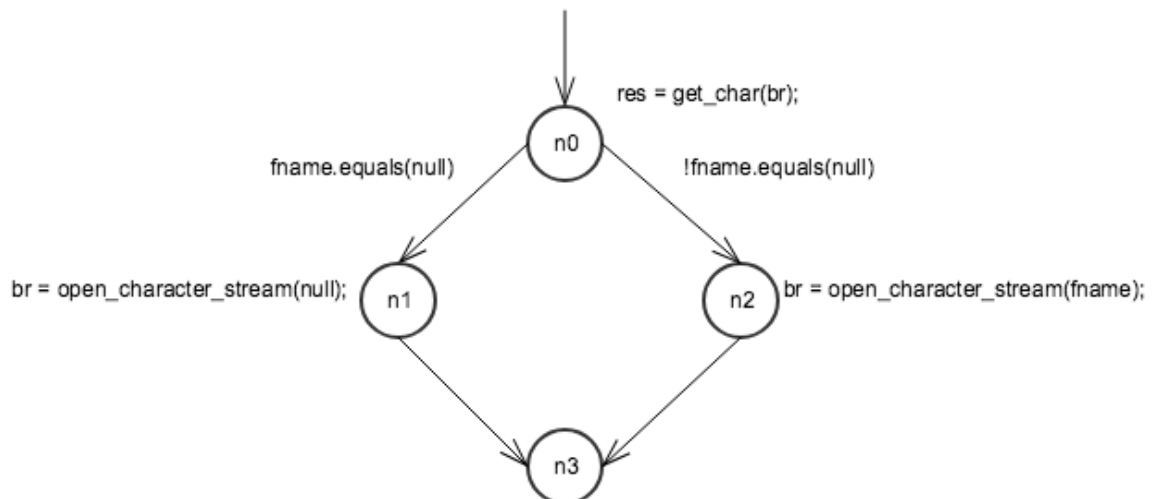 res = get_char(br);
n0
fname.equals(null)
!fname.equals(null)
br = open_character_stream(null);
n1
n2
br = open_character_stream(fname);
n3